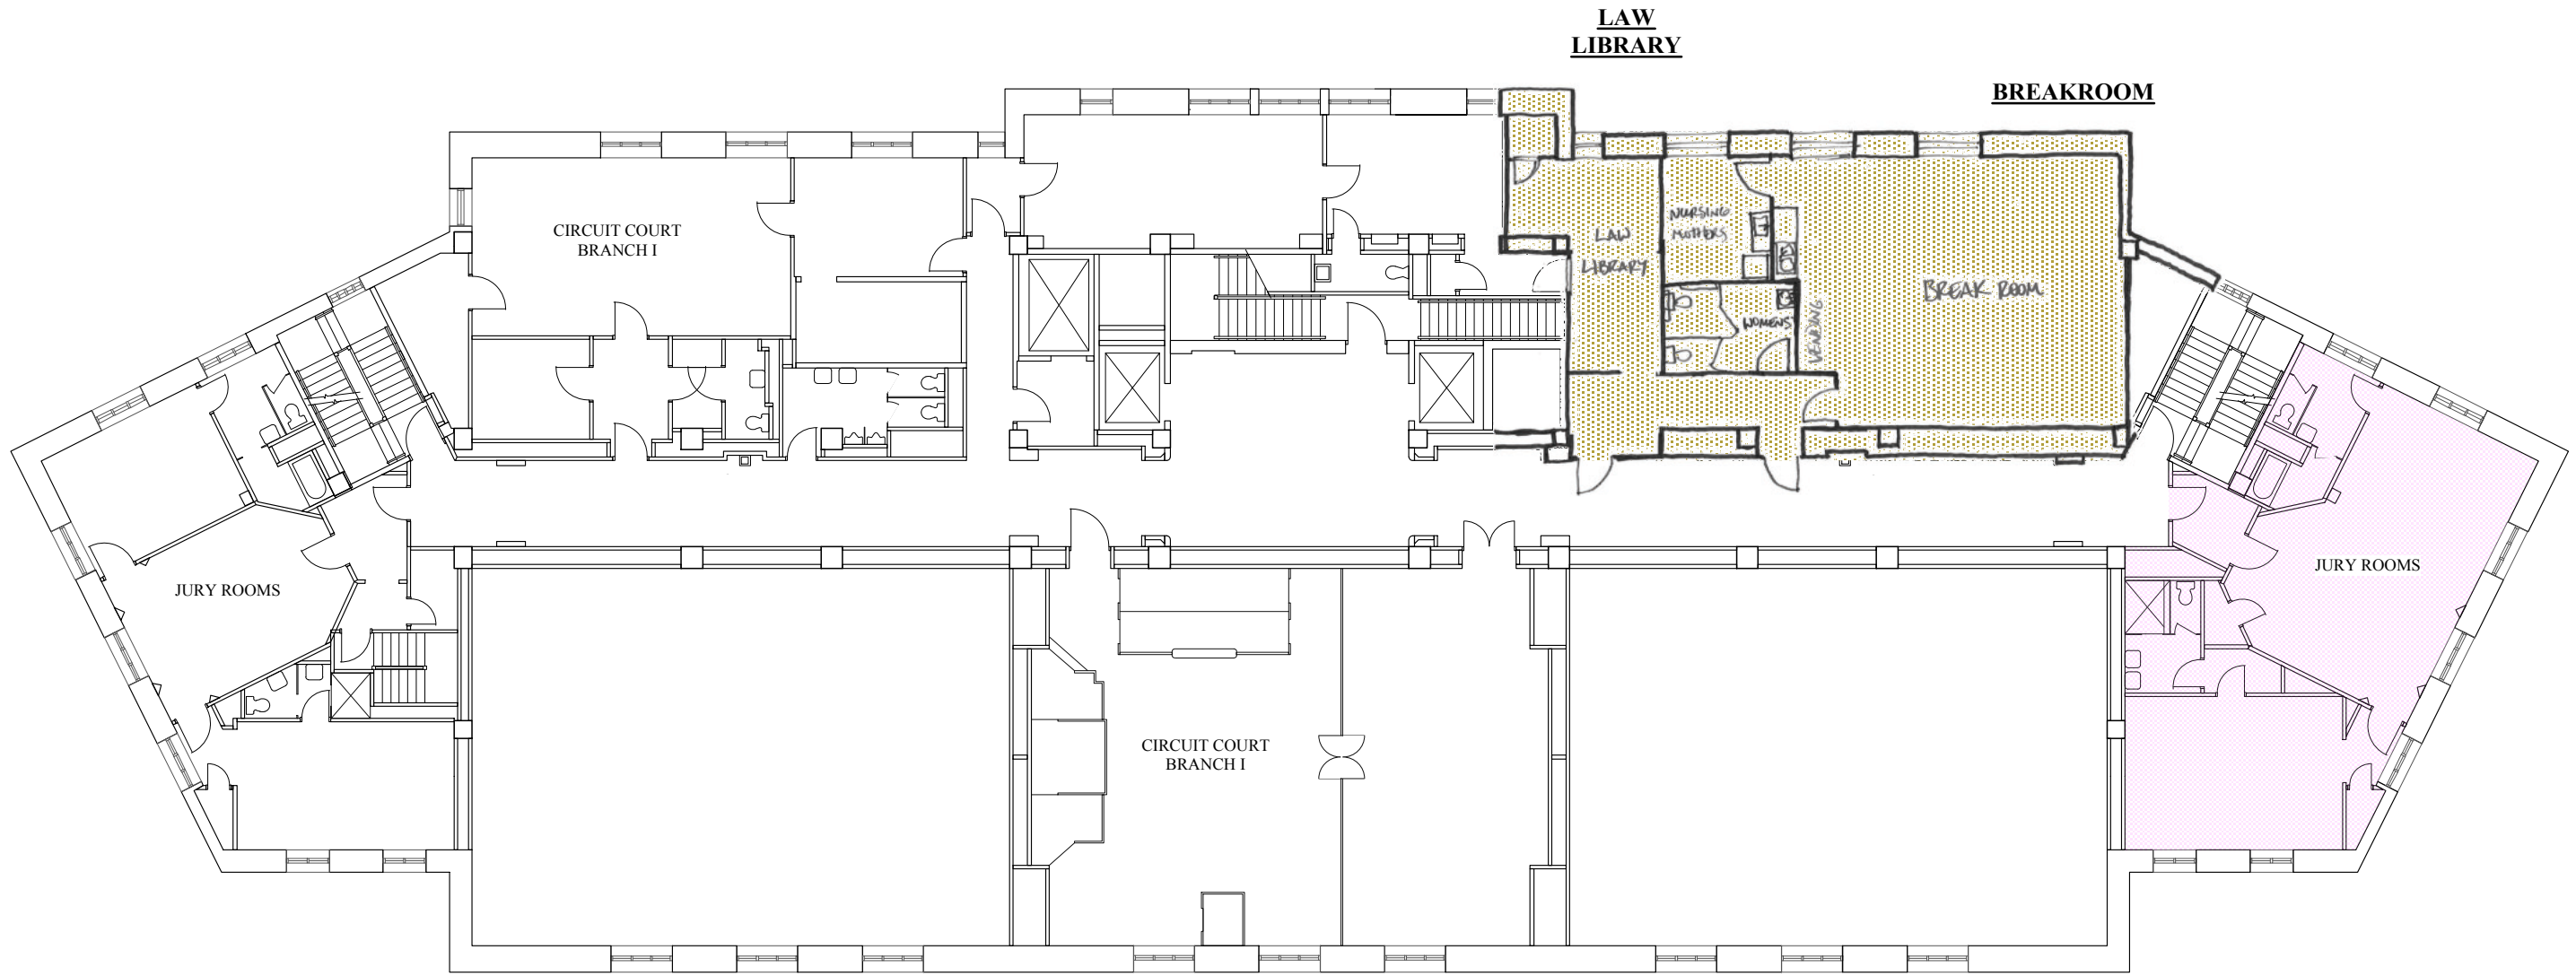 LAW
LIBRARY
BREAKROOM
CIRCUIT COURT
BRANCH I
NURSING
MOTHERS
LAW
LIBRARY
BREAK ROOM
WOMENS
VENDING
JURY ROOMS
JURY ROOMS
CIRCUIT COURT
BRANCH I